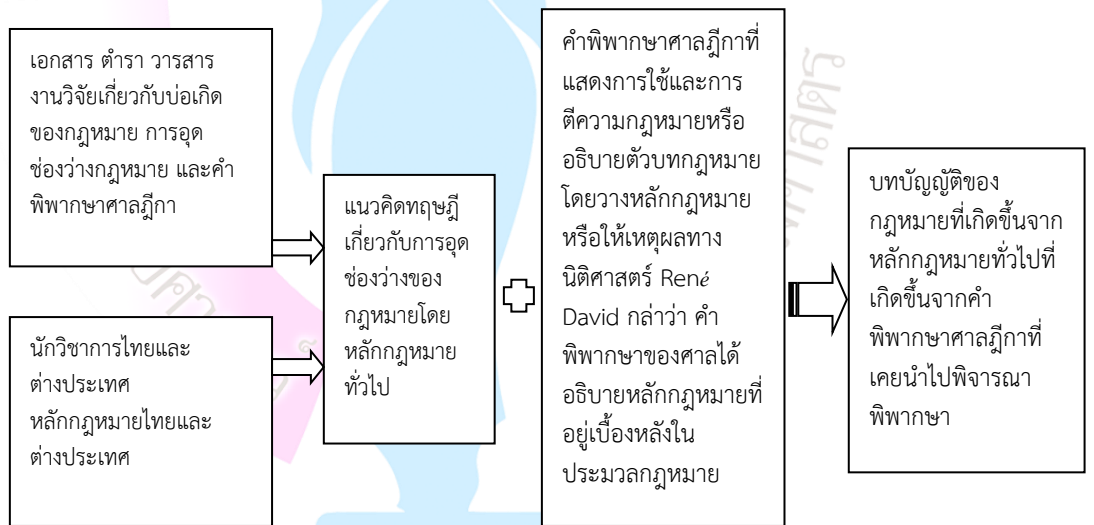 เอกสาร ตำรา วารสาร
งานวิจัยเกี่ยวกับบ่อเกิด
ของกฎหมาย การอุด
ช่องว่างกฎหมาย และคำ
พิพากษาศาลฎีกา
นักวิชาการไทยและ
ต่างประเทศ
หลักกฎหมายไทยและ
ต่างประเทศ
แนวคิดทฤษฎี
เกี่ยวกับการอุด
ช่องว่างของ
กฎหมายโดย
หลักกฎหมาย
ทั่วไป
คำพิพากษาศาลฎีกาที่
แสดงการใช้และการ
ตีความกฎหมายหรือ
อธิบายตัวบทกฎหมาย
โดยวางหลักกฎหมาย
หรือให้เหตุผลทาง
นิติศาสตร์ René
David กล่าวว่า คำ
พิพากษาของศาลได้
อธิบายหลักกฎหมายที่
อยู่เบื้องหลังใน
ประมวลกฎหมาย
บทบัญญัติของ
กฎหมายที่เกิดขึ้นจาก
หลักกฎหมายทั่วไปที่
เกิดขึ้นจากคำ
พิพากษาศาลฎีกาที่
เคยนำไปพิจารณา
พิพากษา